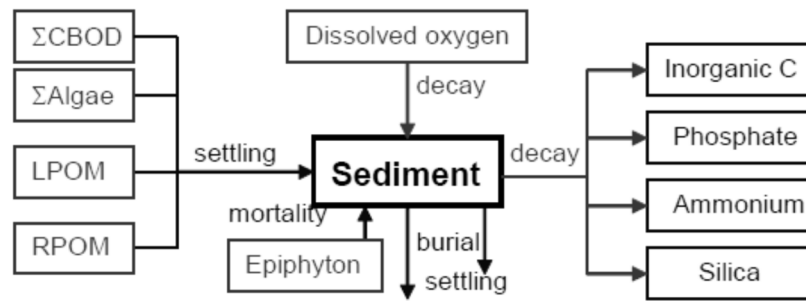 ΣCBOD
ΣAlgae
LPOM
RPOM
settling
Dissolved oxygen
decay
Sediment
mortality
Epiphyton
burial
settling
decay
Inorganic C
Phosphate
Ammonium
Silica